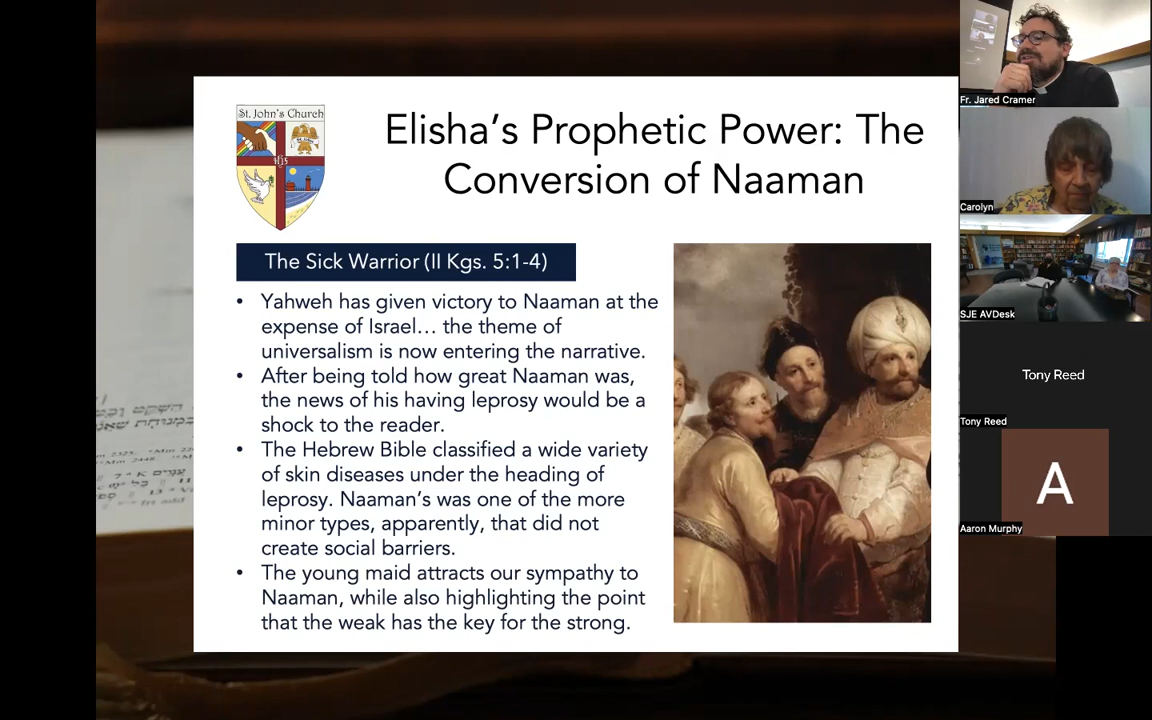 St. John's Church
Elisha's Prophetic Power: The
Conversion of Naaman
The Sick Warrior (II Kgs. 5:1-4)
• Yahweh has given victory to Naaman at the
expense of Israel… the theme of
universalism is now entering the narrative.
• After being told how great Naaman was,
the news of his having leprosy would be a
shock to the reader.
• The Hebrew Bible classified a wide variety
of skin diseases under the heading of
leprosy. Naaman's was one of the more
minor types, apparently, that did not
create social barriers.
• The young maid attracts our sympathy to
Naaman, while also highlighting the point
that the weak has the key for the strong.
Fr. Jared Cramer
Carolyn
SJE AVDesk
Tony Reed
Tony Reed
A
Aaron Murphy